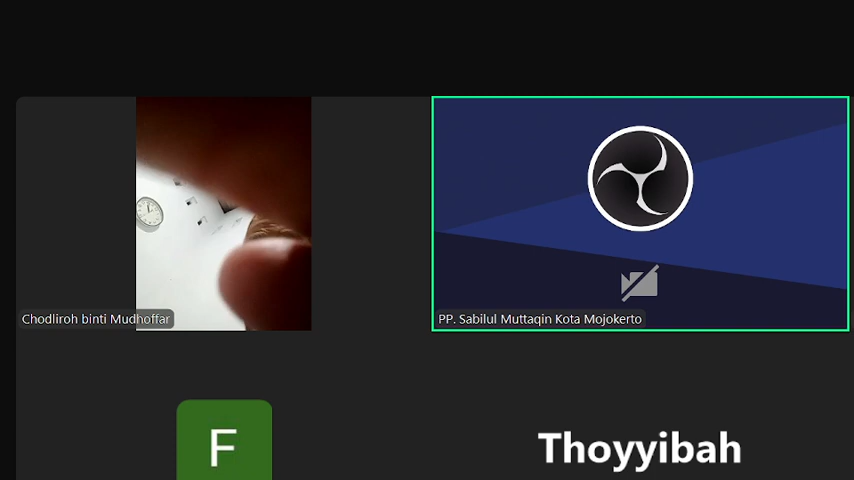 Chodliroh binti Mudhoffar
PP. Sabilul Muttaqin Kota Mojokerto
F
Thoyyibah